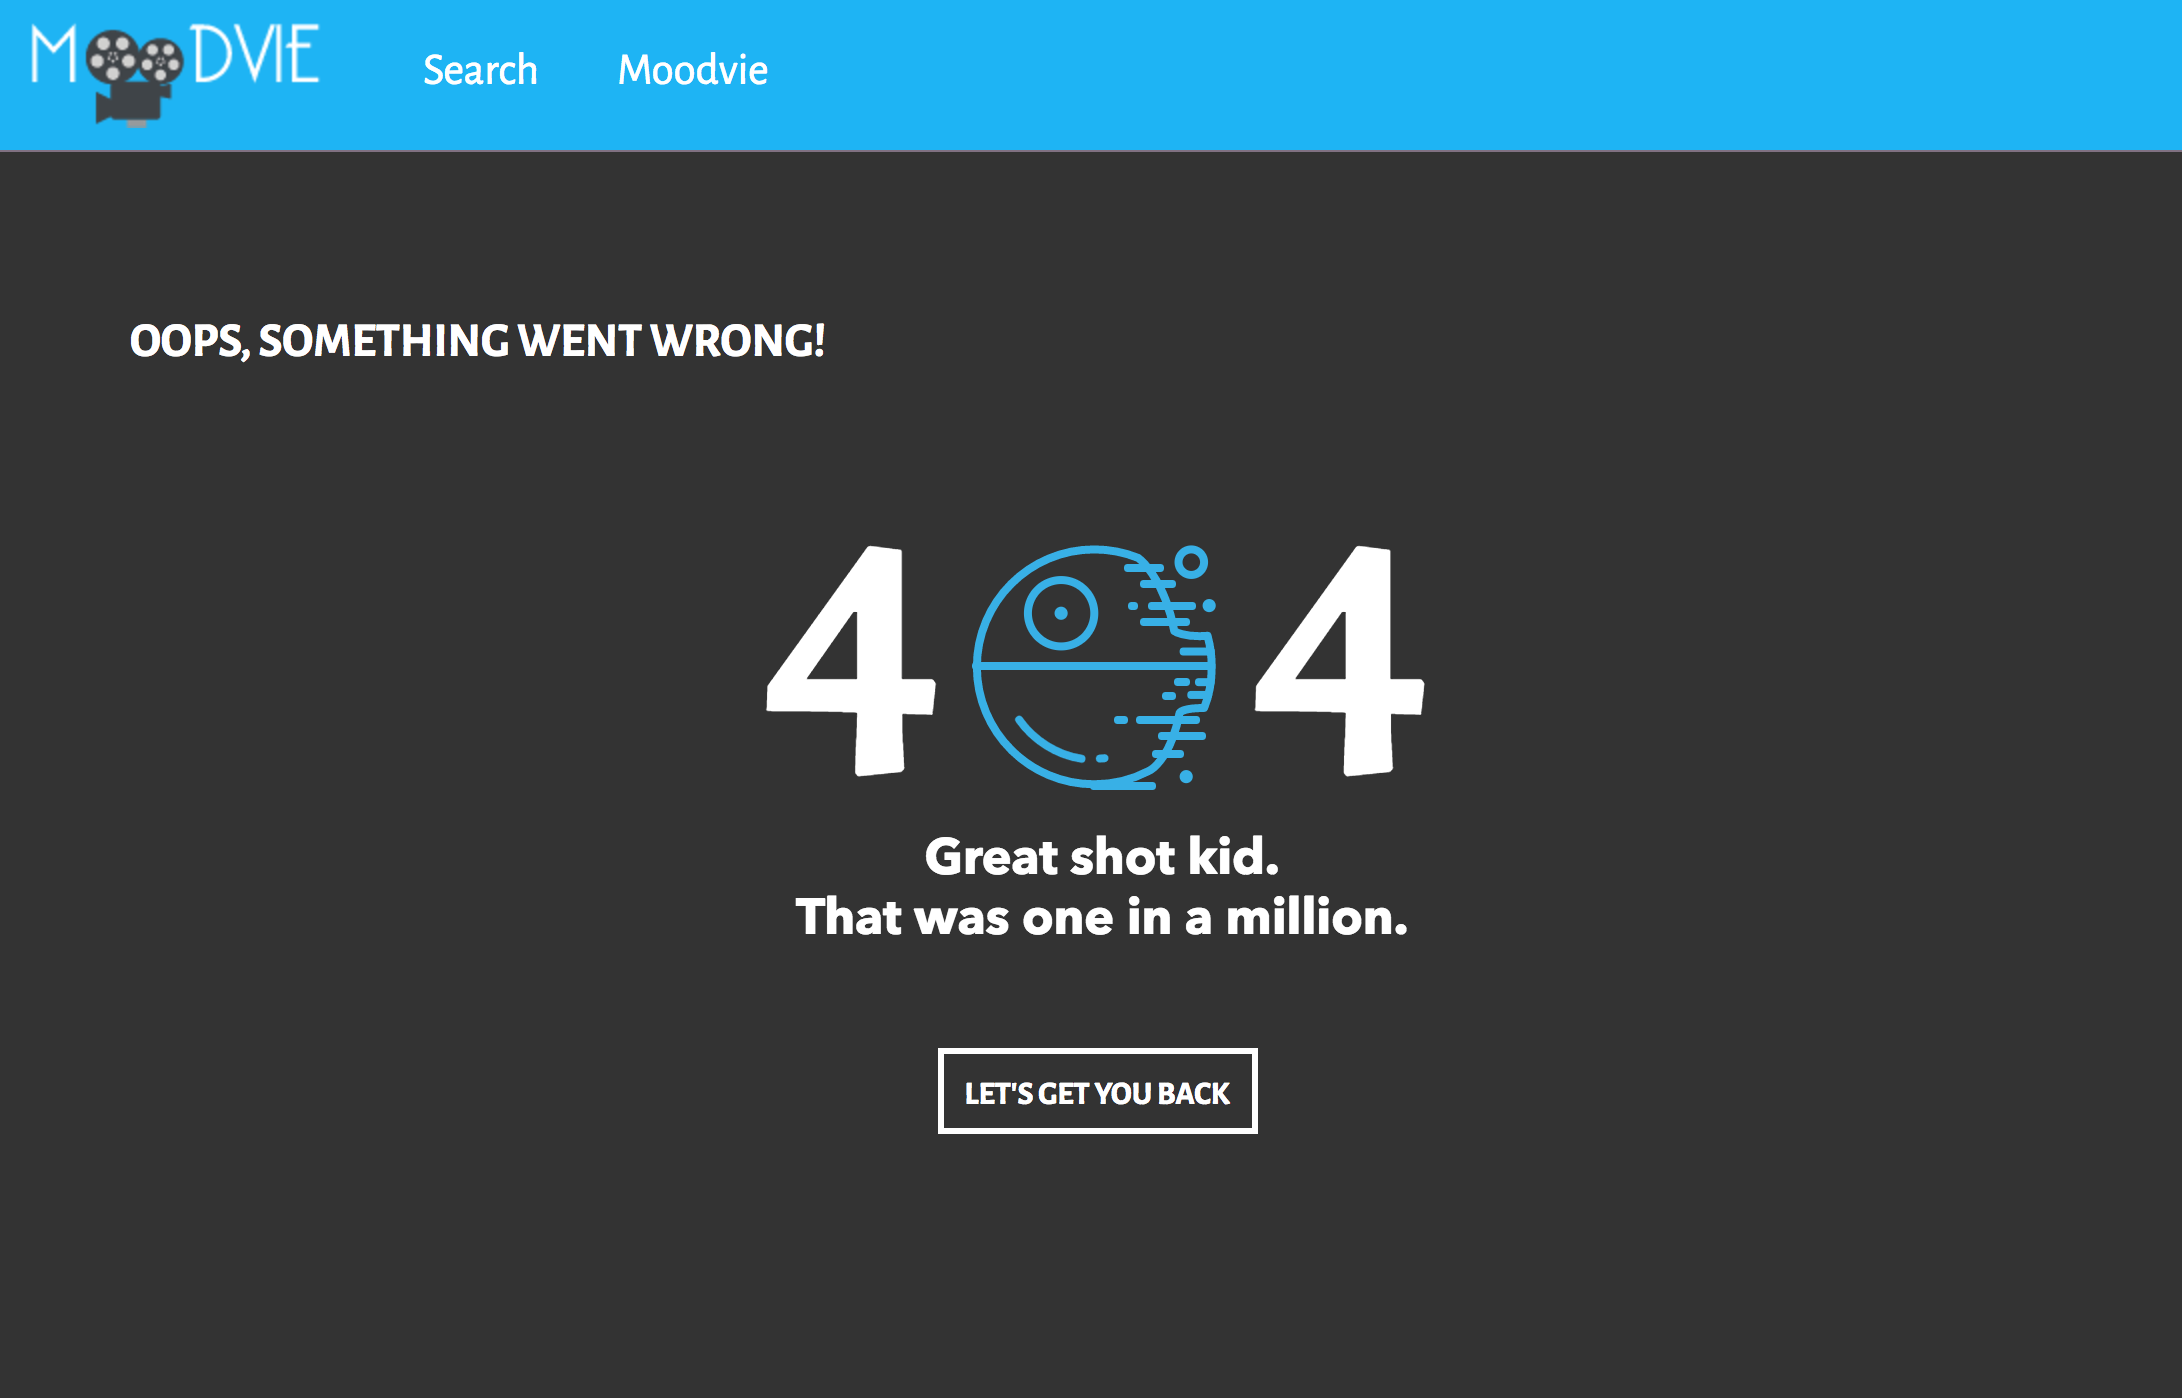 MOODVIE
Search
Moodvie
OOPS, SOMETHING WENT WRONG!
404
Great shot kid.
That was one in a million.
LET'S GET YOU BACK